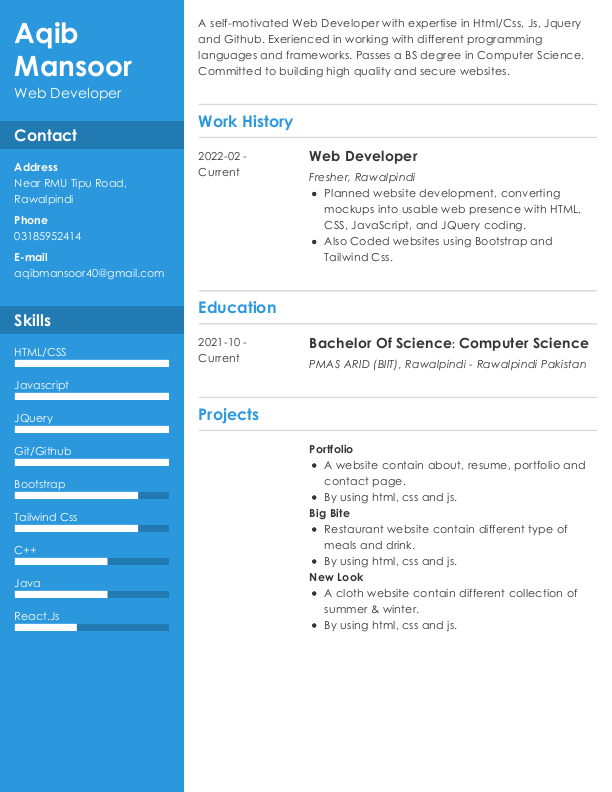 Aqib
Mansoor
Web Developer
Contact
Address
Near RMU Tipu Road,
Rawalpindi
Phone
03185952414
E-mail
aqibmansoor40@gmail.com
Skills
HTML/CSS
Javascript
JQuery
Git/Github
Bootstrap
Tailwind Css
C++
Java
React.Js
A self-motivated Web Developer with expertise in Html/Css, Js, Jquery
and Github. Exerienced in working with different programming
languages and frameworks. Passes a BS degree in Computer Science.
Committed to building high quality and secure websites.
Work History
2022-02 -
Current
Web Developer
Fresher, Rawalpindi
• Planned website development, converting
mockups into usable web presence with HTML,
CSS, JavaScript, and JQuery coding.
• Also Coded websites using Bootstrap and
Tailwind Css.
Education
2021-10 -
Current
Bachelor Of Science: Computer Science
PMAS ARID (BIIT), Rawalpindi - Rawalpindi Pakistan
Projects
Portfolio
• A website contain about, resume, portfolio and
contact page.
• By using html, css and js.
Big Bite
• Restaurant website contain different type of
meals and drink.
• By using html, css and js.
New Look
• A cloth website contain different collection of
summer & winter.
• By using html, css and js.